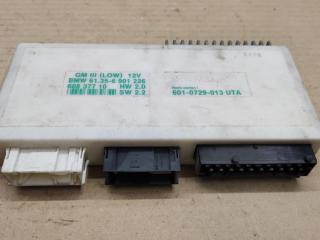 GM III (LOW) 12V
BMW 61.35-6 901 226
608 377 10 HW 2.0
SW 2.2
601-0729-013 UTA